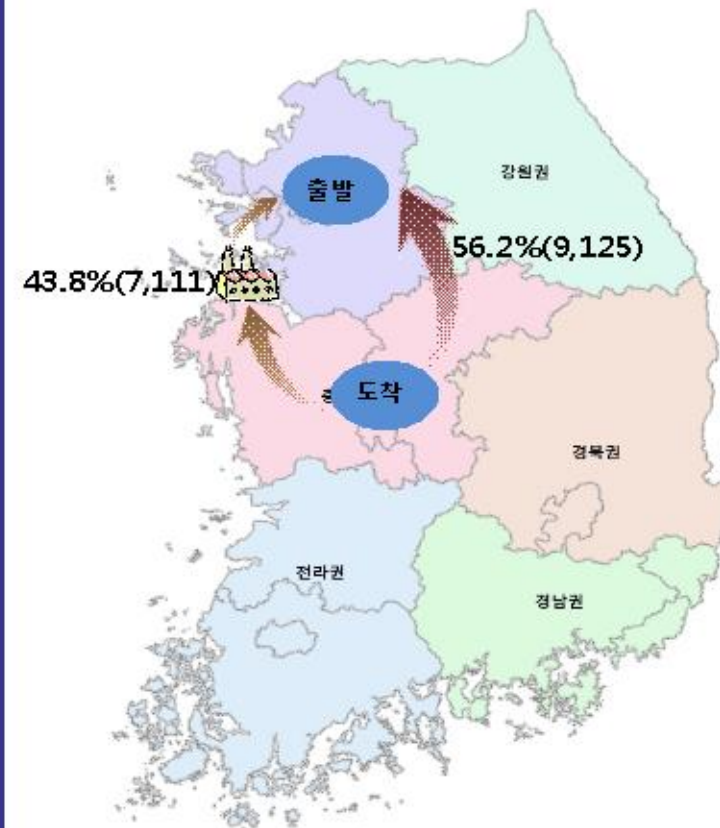 강원권
출발
56.2%(9,125)
43.8%(7,111)
도착
경북권
전라권
경남권